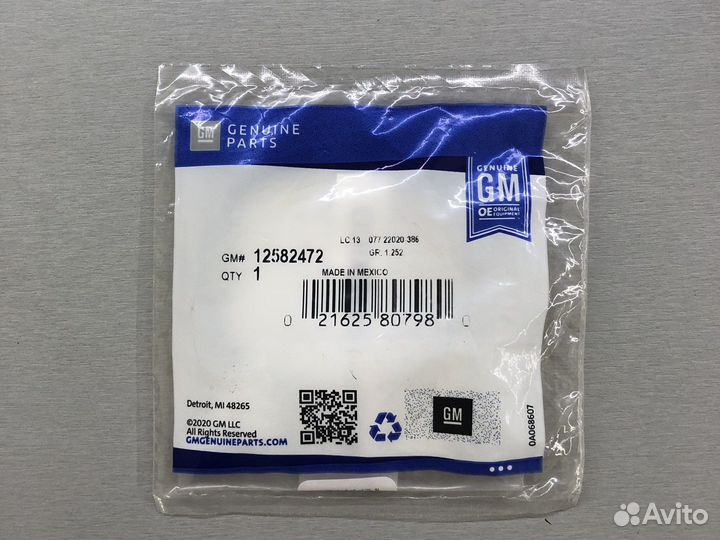 GM
GENUINE
PARTS
GENUINE
GM
OE ORIGINAL
EQUIPMENT
LC 13 077 22020-386
GR. 1.252
GM# 12582472
QTY 1
MADE IN MEXICO
0 21625 80798 0
Detroit, MI 48265
©2020 GM LLC
All Rights Reserved
GMGENUINEPARTS.COM
GM
0A068607
Avito